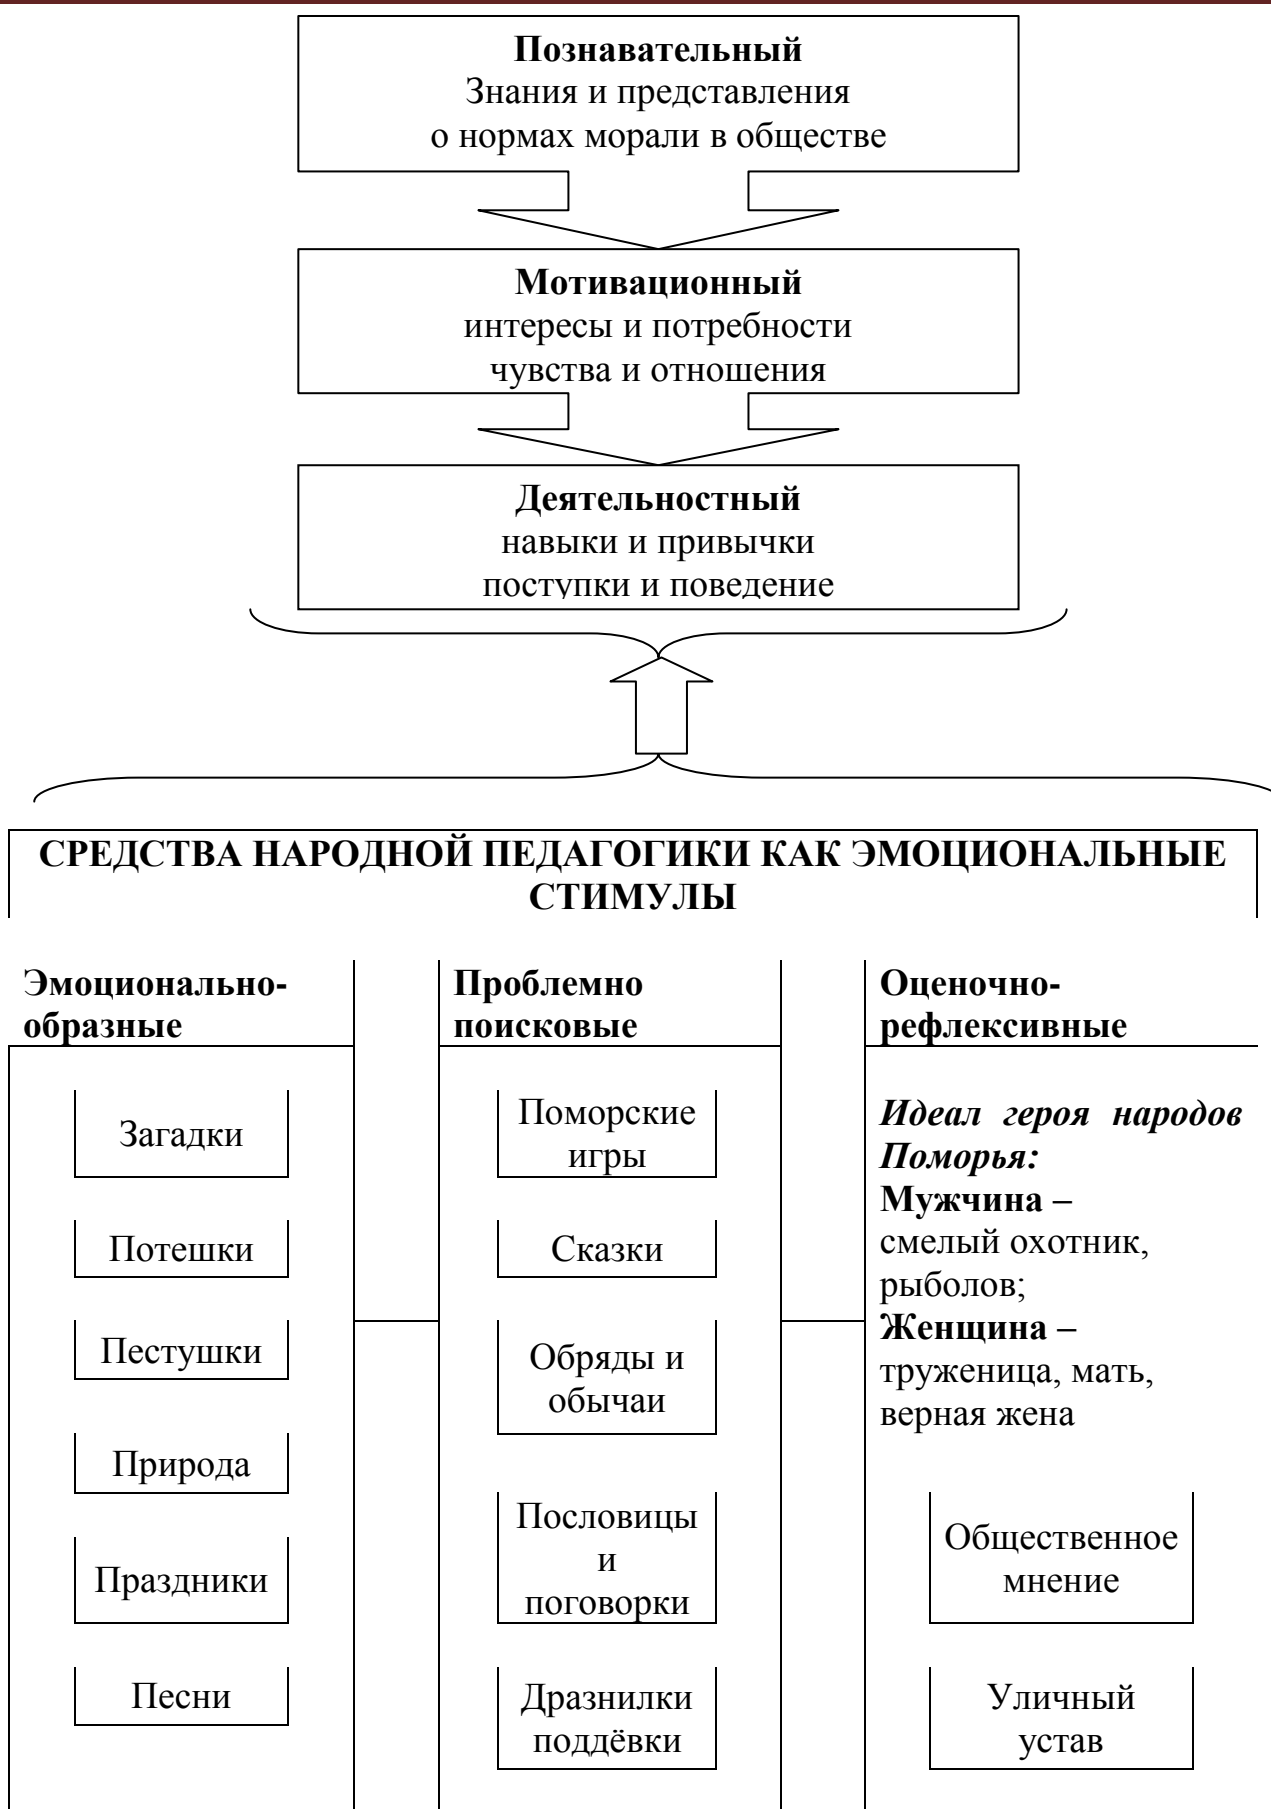 Познавательный
Знания и представления
о нормах морали в обществе
Мотивационный
интересы и потребности
чувства и отношения
Деятельностный
навыки и привычки
поступки и поведение
СРЕДСТВА НАРОДНОЙ ПЕДАГОГИКИ КАК ЭМОЦИОНАЛЬНЫЕ
СТИМУЛЫ
Эмоционально-
образные
Загадки
Потешки
Пестушки
Природа
Праздники
Песни
Проблемно
поисковые
Поморские
игры
Сказки
Обряды и
обычаи
Пословицы
и
поговорки
Дразнилки
поддёвки
Оценочно-
рефлексивные
Идеал героя народов
Поморья:
Мужчина –
смелый охотник,
рыболов;
Женщина –
труженица, мать,
верная жена
Общественное
мнение
Уличный
устав